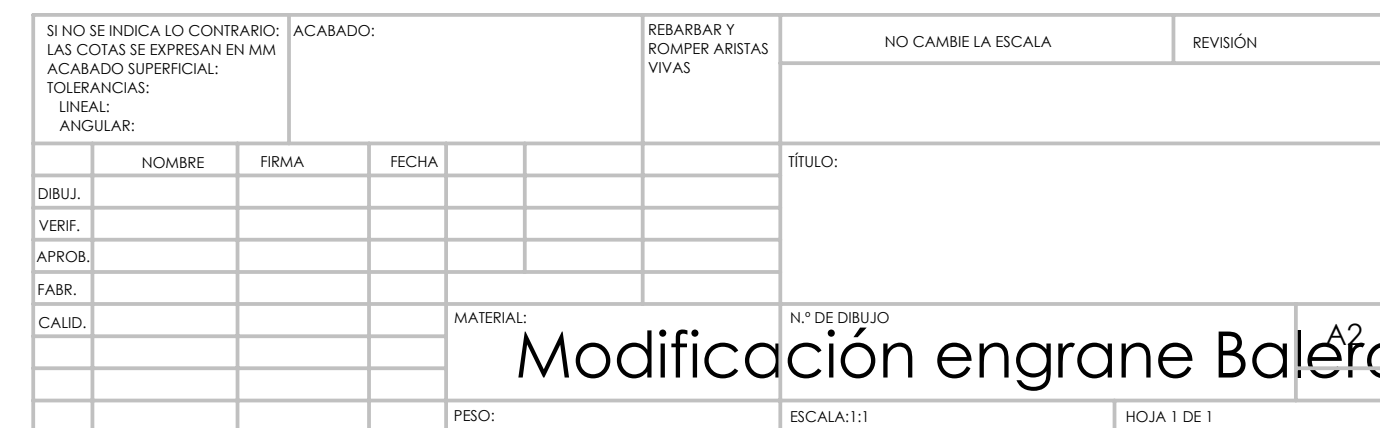 SI NO SE INDICA LO CONTRARIO:
LAS COTAS SE EXPRESAN EN MM
ACABADO SUPERFICIAL:
TOLERANCIAS:
LINEAL:
ANGULAR:
ACABADO:
REBARBAR Y
ROMPER ARISTAS
VIVAS
NO CAMBIE LA ESCALA
REVISIÓN
NOMBRE
FIRMA
FECHA
TÍTULO:
DIBUJ.
VERIF.
APROB.
FABR.
CALID.
MATERIAL:
N.º DE DIBUJO
A2
Modificación engrane
PESO:
ESCALA:1:1
HOJA 1 DE 1